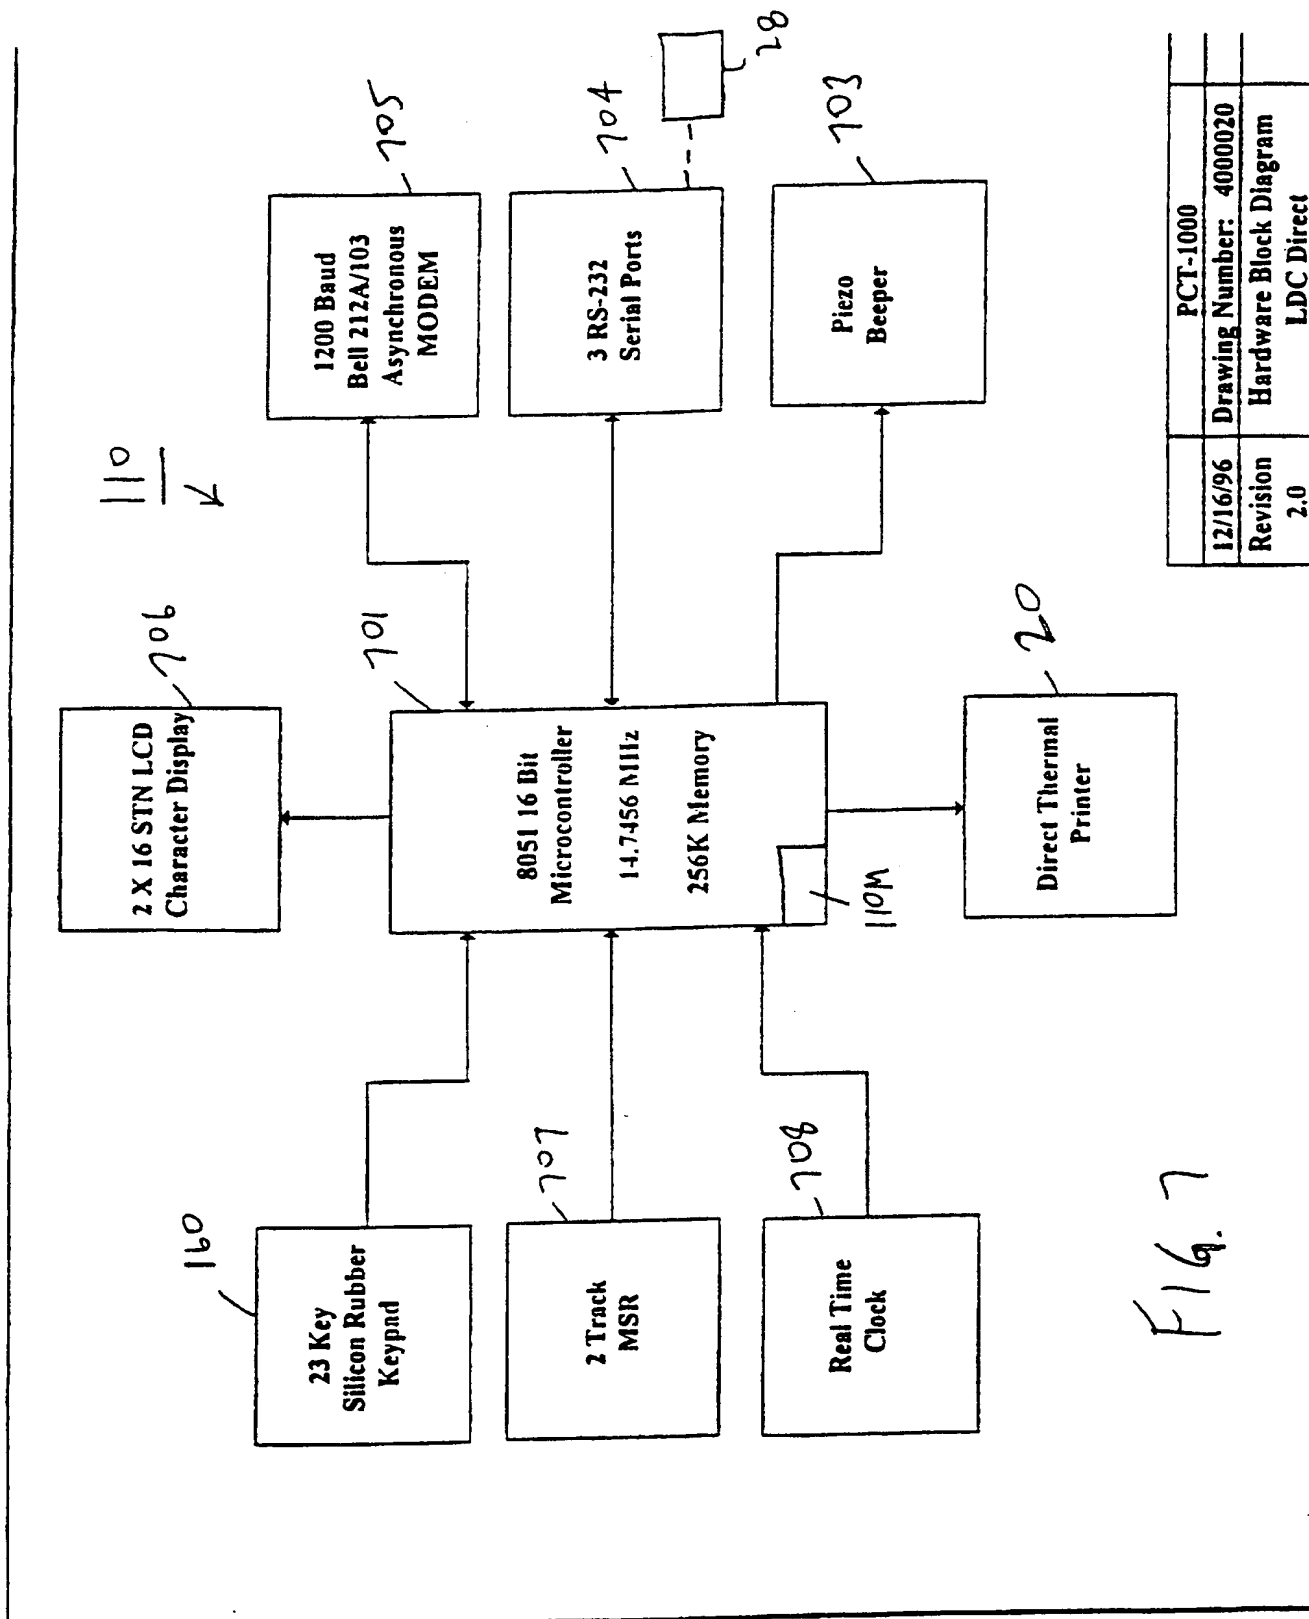 110
706
2 X 16 STN LCD
Character Display
160
23 Key
Silicon Rubber
Keypad
701
8051 16 Bit
Microcontroller
14.7456 MHz
256K Memory
110M
705
1200 Baud
Bell 212A/103
Asynchronous
MODEM
707
2 Track
MSR
704
3 RS-232
Serial Ports
28
708
Real Time
Clock
703
Piezo
Beeper
20
Direct Thermal
Printer
FIG. 7
PCT-1000
12/16/96 Drawing Number: 4000020
Revision Hardware Block Diagram
2.0 LDC Direct